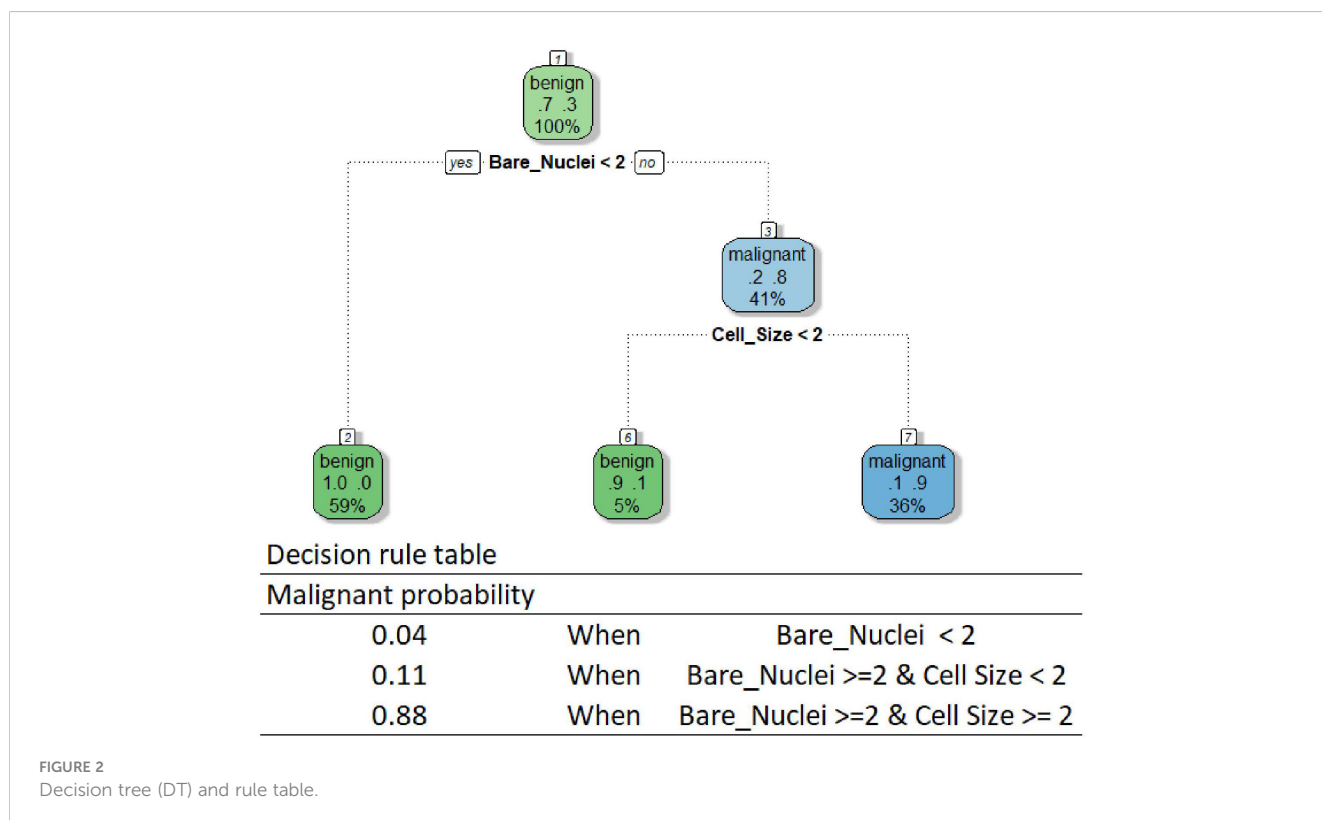 1
benign
.7 .3
100%
yes Bare_Nuclei < 2 no
3
malignant
.2 .8
41%
Cell_Size < 2
2
benign
1.0 .0
59%
6
benign
.9 .1
5%
7
malignant
.1 .9
36%
Decision rule table
Malignant probability
0.04 When Bare_Nuclei < 2
0.11 When Bare_Nuclei >=2 & Cell Size < 2
0.88 When Bare_Nuclei >=2 & Cell Size >= 2
FIGURE 2
Decision tree (DT) and rule table.